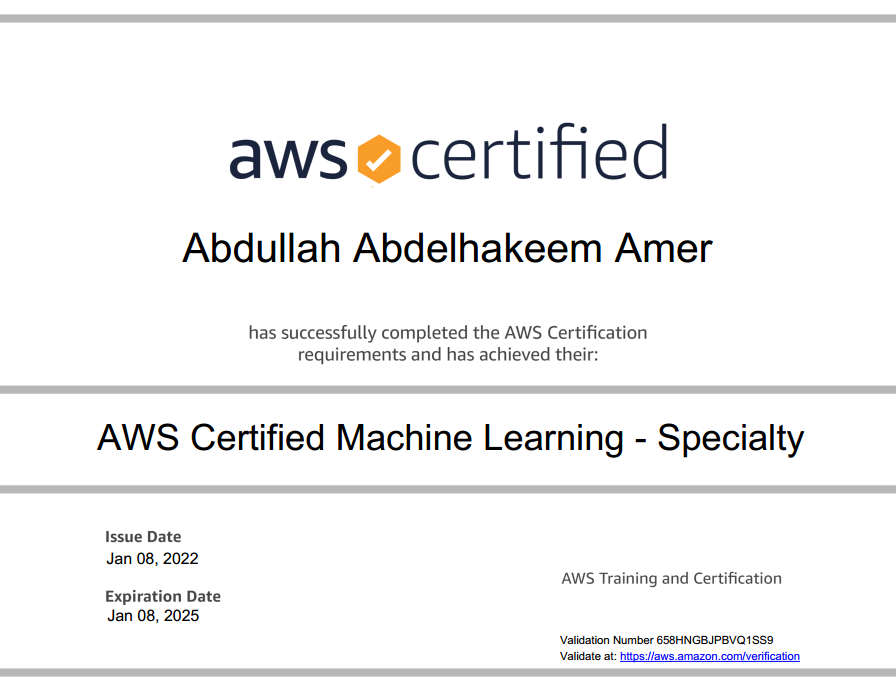 aws certified
Abdullah Abdelhakeem Amer
has successfully completed the AWS Certification
requirements and has achieved their:
AWS Certified Machine Learning - Specialty
Issue Date
Jan 08, 2022
Expiration Date
Jan 08, 2025
AWS Training and Certification
Validation Number 658HNGBJPBVQ1SS9
Validate at: https://aws.amazon.com/verification